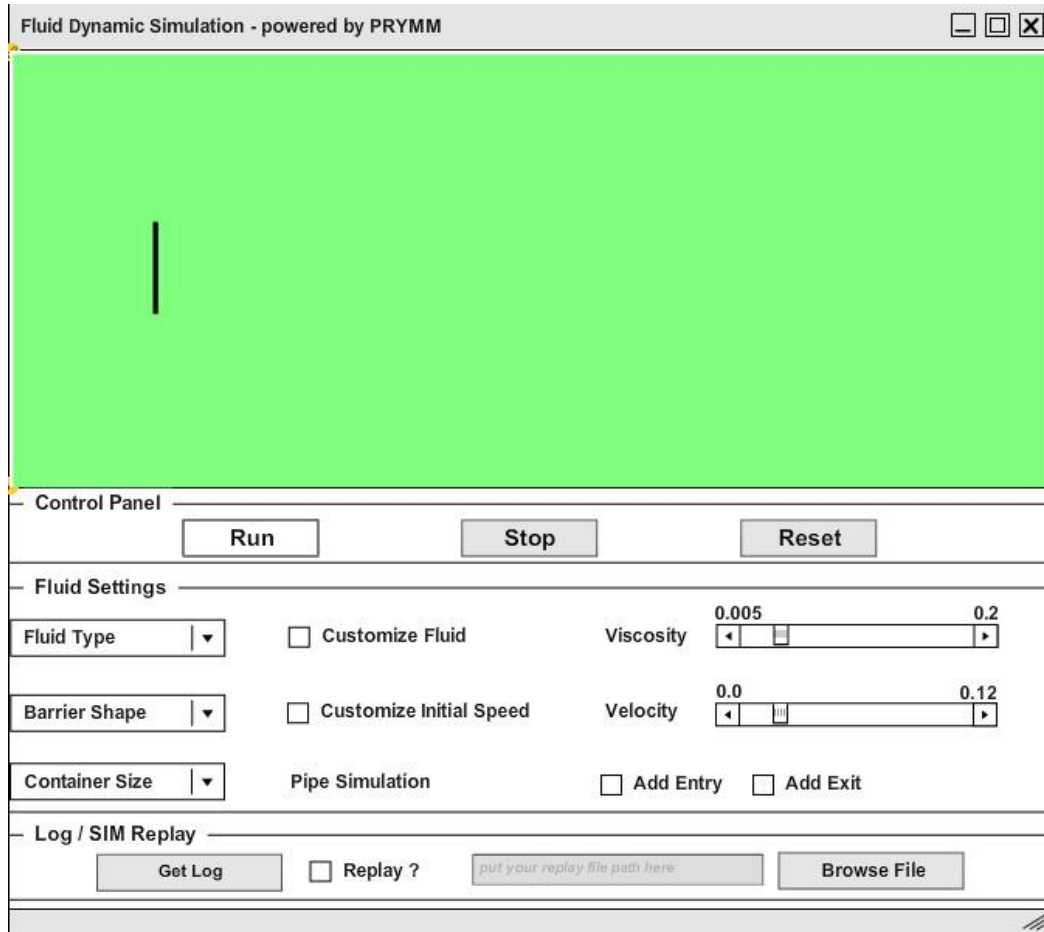 Fluid Dynamic Simulation - powered by PRYMM
Control Panel
Run Stop Reset
Fluid Settings
0.005 0.2
Fluid Type Customize Fluid Viscosity
0.0 0.12
Barrier Shape Customize Initial Speed Velocity
Container Size Pipe Simulation Add Entry Add Exit
Log / SIM Replay
Get Log Replay ? put your replay file path here Browse File